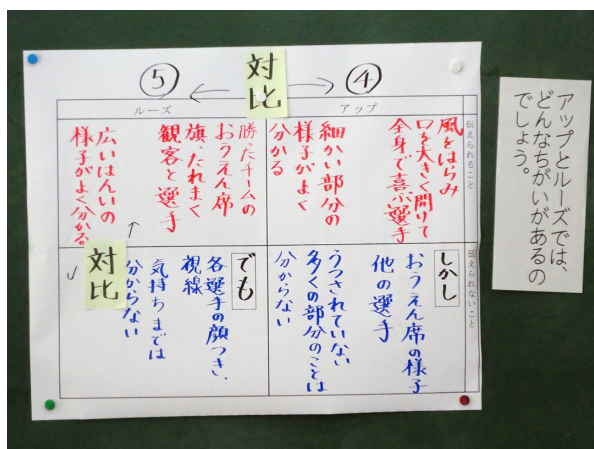 アップとルーズでは、
どんなちがいがあるの
でしょう。
④
対比
⑤
アップ
ルーズ
伝えられること
風をはらみ
口を大きく開けて
全身で喜ぶ選手
細かい部分の
様子がよく
分かる
勝ったチームの
おうえん席
旗、たれまく
観客と選手
広いはんいの
様子がよく分かる
伝えられないこと
しかし
おうえん席の様子
他の選手
うつされていない
多くの部分のことは
分からない
でも
各選手の顔つき、
視線
気持ちまでは
分からない
対比